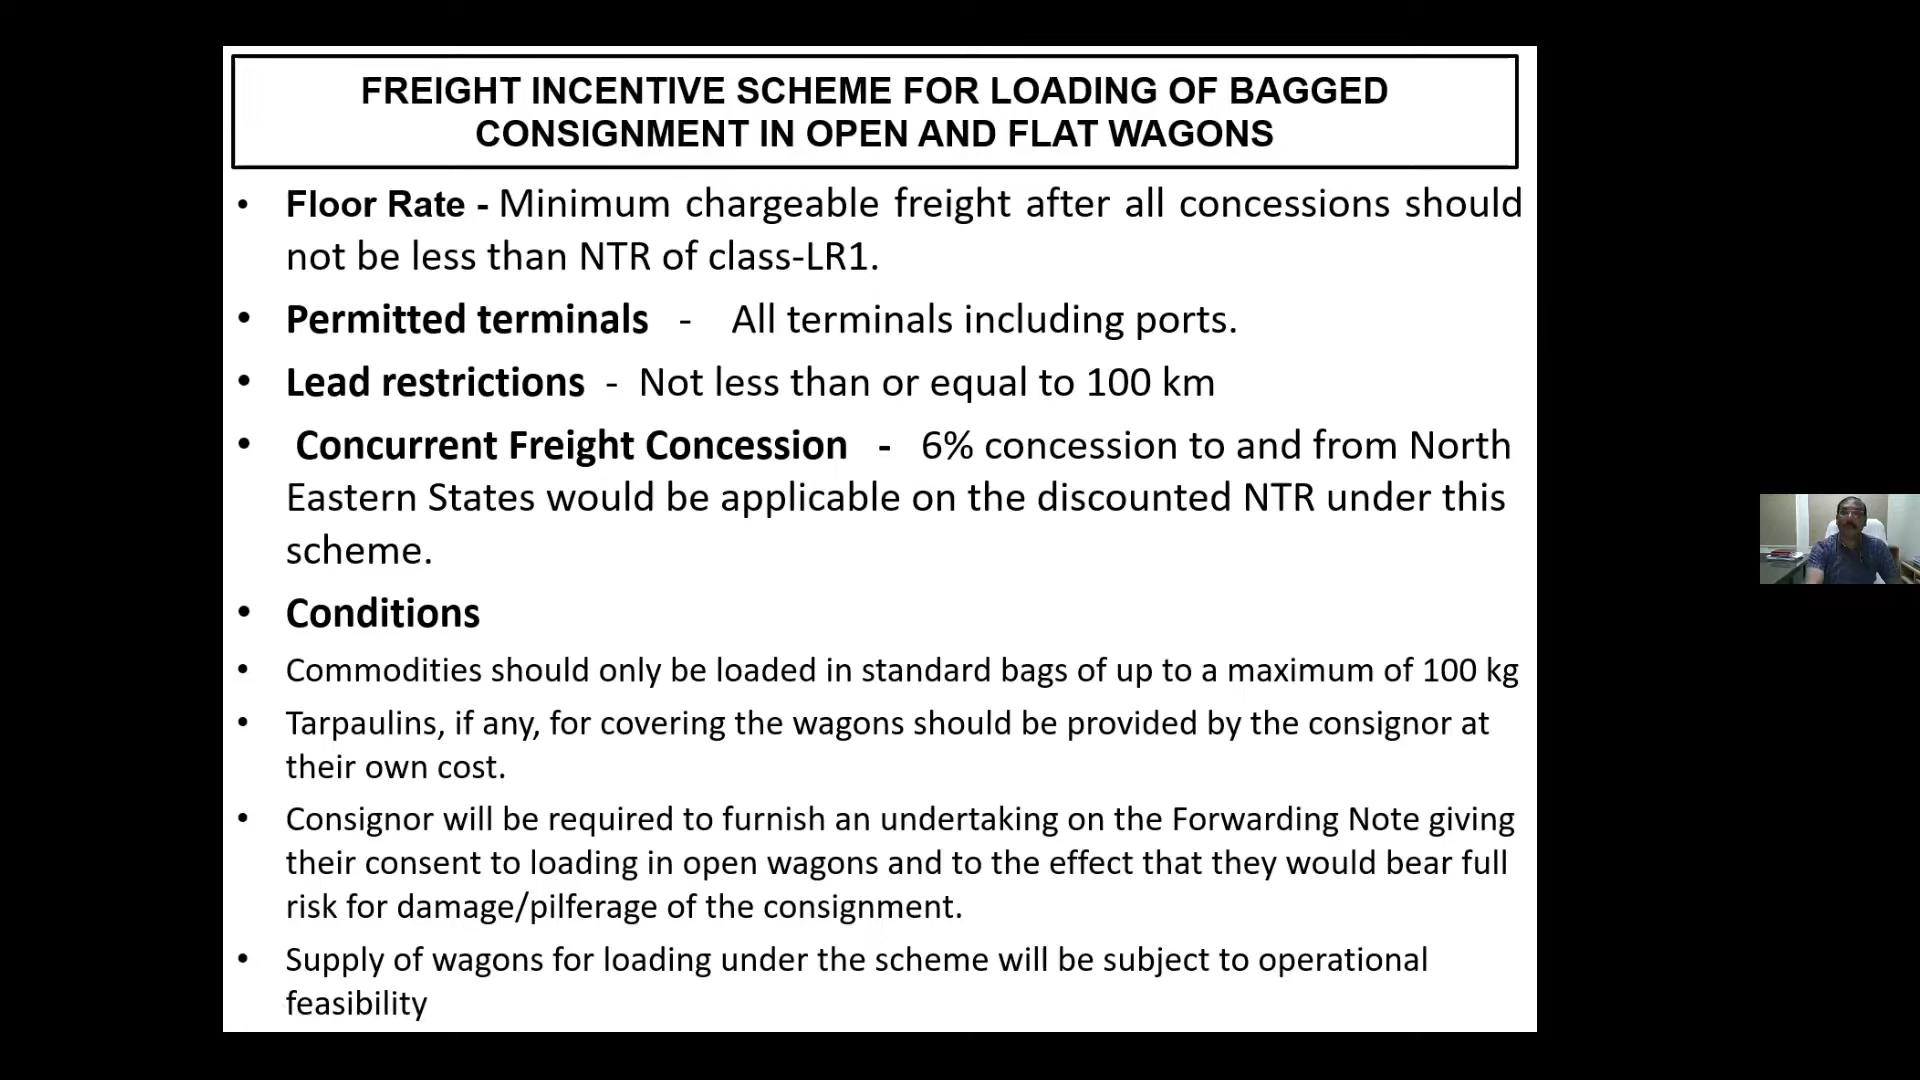 FREIGHT INCENTIVE SCHEME FOR LOADING OF BAGGED
CONSIGNMENT IN OPEN AND FLAT WAGONS
• Floor Rate - Minimum chargeable freight after all concessions should
not be less than NTR of class-LR1.
• Permitted terminals - All terminals including ports.
• Lead restrictions - Not less than or equal to 100 km
• Concurrent Freight Concession - 6% concession to and from North
Eastern States would be applicable on the discounted NTR under this
scheme.
• Conditions
• Commodities should only be loaded in standard bags of up to a maximum of 100 kg
• Tarpaulins, if any, for covering the wagons should be provided by the consignor at
their own cost.
• Consignor will be required to furnish an undertaking on the Forwarding Note giving
their consent to loading in open wagons and to the effect that they would bear full
risk for damage/pilferage of the consignment.
• Supply of wagons for loading under the scheme will be subject to operational
feasibility